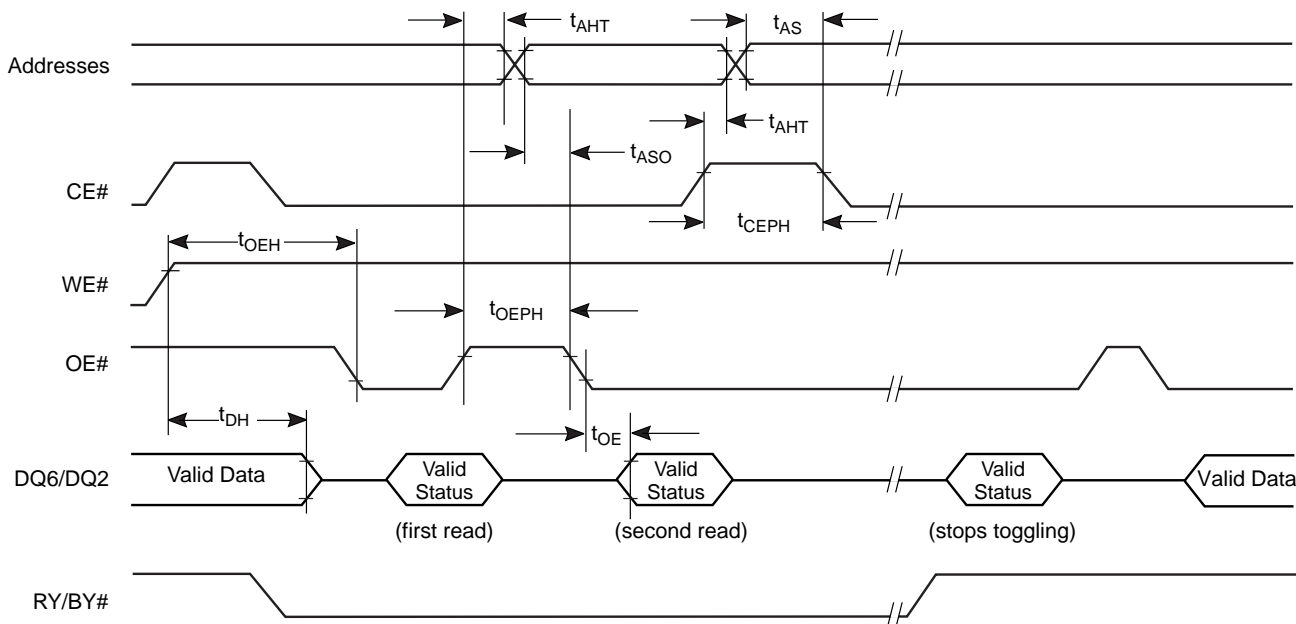 tAHT
tAS
Addresses
tAHT
tASO
CE#
tCEPH
tOEH
WE#
tOEPH
OE#
tDH
tOE
DQ6/DQ2
Valid Data
Valid
Status
Valid
Status
Valid
Status
Valid Data
(first read)
(second read)
(stops toggling)
RY/BY#